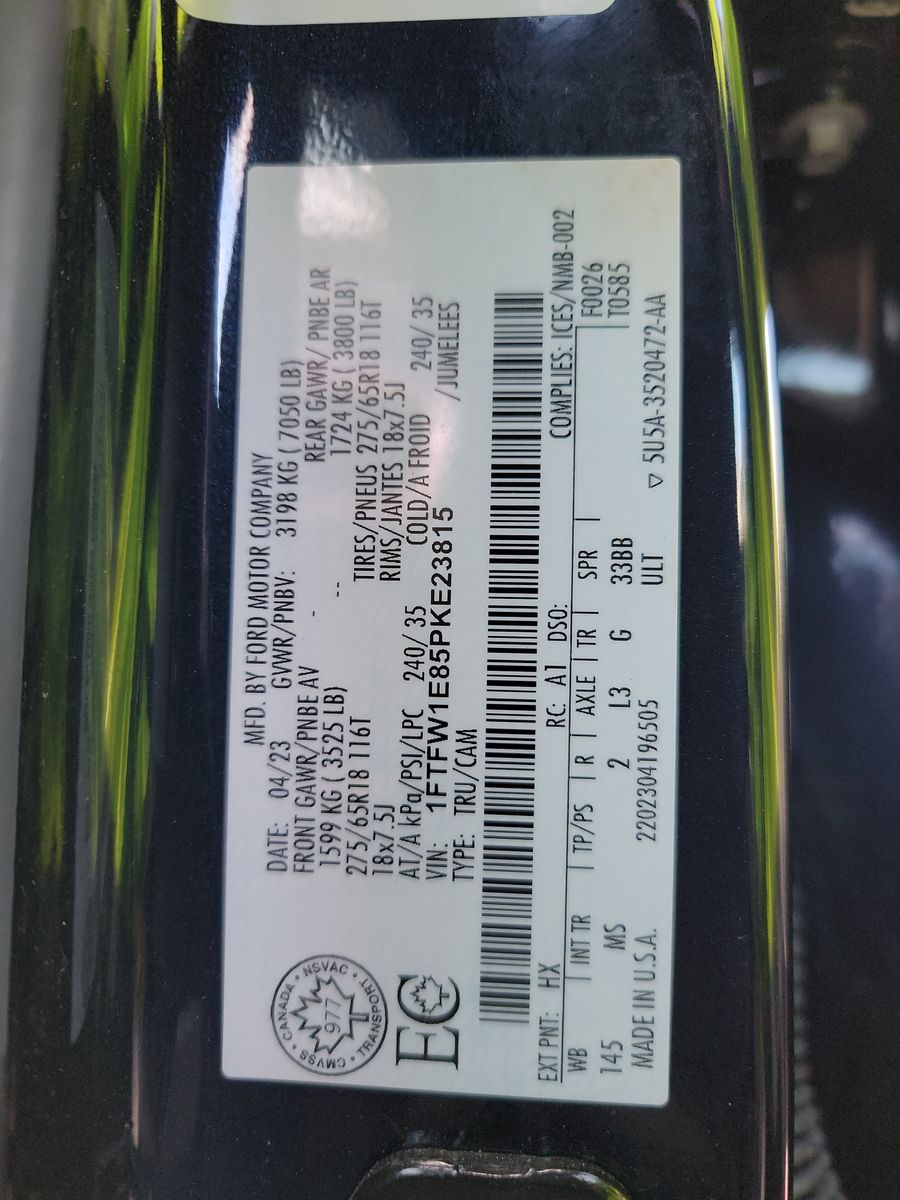 MFD. BY FORD MOTOR COMPANY
DATE: 04/23 GVWR/PNBV: 3198 KG ( 7050 LB)
FRONT GAWR/PNBE AV - REAR GAWR/ PNBE AR
1599 KG ( 3525 LB) -- 1724 KG ( 3800 LB)
275/65R18 116T TIRES/PNEUS 275/65R18 116T
18x7.5J RIMS/JANTES 18x7.5J
AT/A kPa/PSI/LPC 240/ 35 COLD/A FROID 240/ 35
VIN: 1FTFW1E85PKE23815 /JUMELEES
TYPE: TRU/CAM
CANADA • NSVAC • TRANSPORT • CMVSS •
977
EC
COMPLIES: ICES/NMB-002
EXT PNT: HX RC: A1 DSO: F0026
WB INT TR TP/PS R AXLE TR SPR T0585
145 MS 2 L3 G 33BB
ULT
MADE IN U.S.A. 2202304196505 ▽ 5U5A-3520472-AA